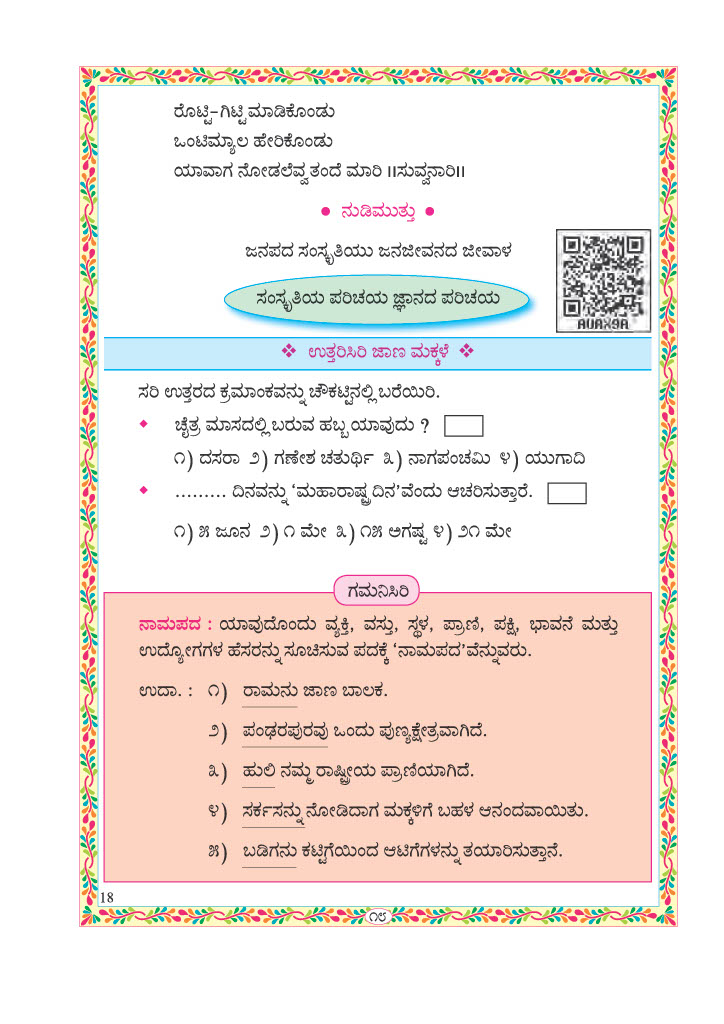 ರೊಟ್ಟಿ-ಗಿಟ್ಟಿ ಮಾಡಿಕೊಂಡು
ಒಂಟಿಮ್ಯಾಲ ಹೇರಿಕೊಂಡು
ಯಾವಾಗ ನೋಡಲೆವ್ವ ತಂದೆ ಮಾರಿ ॥ಸುವ್ವನಾರಿ॥
● ನುಡಿಮುತ್ತು ●
ಜನಪದ ಸಂಸ್ಕೃತಿಯು ಜನಜೀವನದ ಜೀವಾಳ
ಸಂಸ್ಕೃತಿಯ ಪರಿಚಯ ಜ್ಞಾನದ ಪರಿಚಯ
AUAX9A
❖ ಉತ್ತರಿಸಿರಿ ಜಾಣ ಮಕ್ಕಳೆ ❖
ಸರಿ ಉತ್ತರದ ಕ್ರಮಾಂಕವನ್ನು ಚೌಕಟ್ಟಿನಲ್ಲಿ ಬರೆಯಿರಿ.
ಚೈತ್ರ ಮಾಸದಲ್ಲಿ ಬರುವ ಹಬ್ಬ ಯಾವುದು ?
೧) ದಸರಾ ೨) ಗಣೇಶ ಚತುರ್ಥಿ ೩) ನಾಗಪಂಚಮಿ ೪) ಯುಗಾದಿ
......... ದಿನವನ್ನು ‘ಮಹಾರಾಷ್ಟ್ರ ದಿನ’ವೆಂದು ಆಚರಿಸುತ್ತಾರೆ.
೧) ೫ ಜೂನ ೨) ೧ ಮೇ ೩) ೧೫ ಅಗಷ್ಟ ೪) ೨೧ ಮೇ
ಗಮನಿಸಿರಿ
ನಾಮಪದ : ಯಾವುದೊಂದು ವ್ಯಕ್ತಿ, ವಸ್ತು, ಸ್ಥಳ, ಪ್ರಾಣಿ, ಪಕ್ಷಿ, ಭಾವನೆ ಮತ್ತು
ಉದ್ಯೋಗಗಳ ಹೆಸರನ್ನು ಸೂಚಿಸುವ ಪದಕ್ಕೆ ‘ನಾಮಪದ’ವೆನ್ನುವರು.
ಉದಾ. : ೧) ರಾಮನು ಜಾಣ ಬಾಲಕ.
೨) ಪಂಢರಪುರವು ಒಂದು ಪುಣ್ಯಕ್ಷೇತ್ರವಾಗಿದೆ.
೩) ಹುಲಿ ನಮ್ಮ ರಾಷ್ಟ್ರೀಯ ಪ್ರಾಣಿಯಾಗಿದೆ.
೪) ಸರ್ಕಸನ್ನು ನೋಡಿದಾಗ ಮಕ್ಕಳಿಗೆ ಬಹಳ ಆನಂದವಾಯಿತು.
೫) ಬಡಿಗನು ಕಟ್ಟಿಗೆಯಿಂದ ಆಟಿಗೆಗಳನ್ನು ತಯಾರಿಸುತ್ತಾನೆ.
18
೧೮